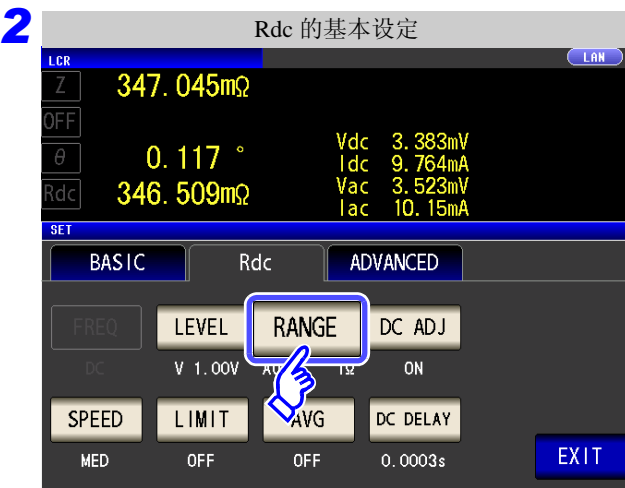 2
Rdc 的基本设定
LCR
LAN
Z 347.045mΩ
OFF
Vdc 3.383mV
θ 0.117 ° Idc 9.764mA
Rdc 346.509mΩ Vac 3.523mV
Iac 10.15mA
SET
BASIC Rdc ADVANCED
FREQ LEVEL RANGE DC ADJ
DC V 1.00V 1Ω ON
SPEED LIMIT AVG DC DELAY
MED OFF OFF 0.0003s
EXIT